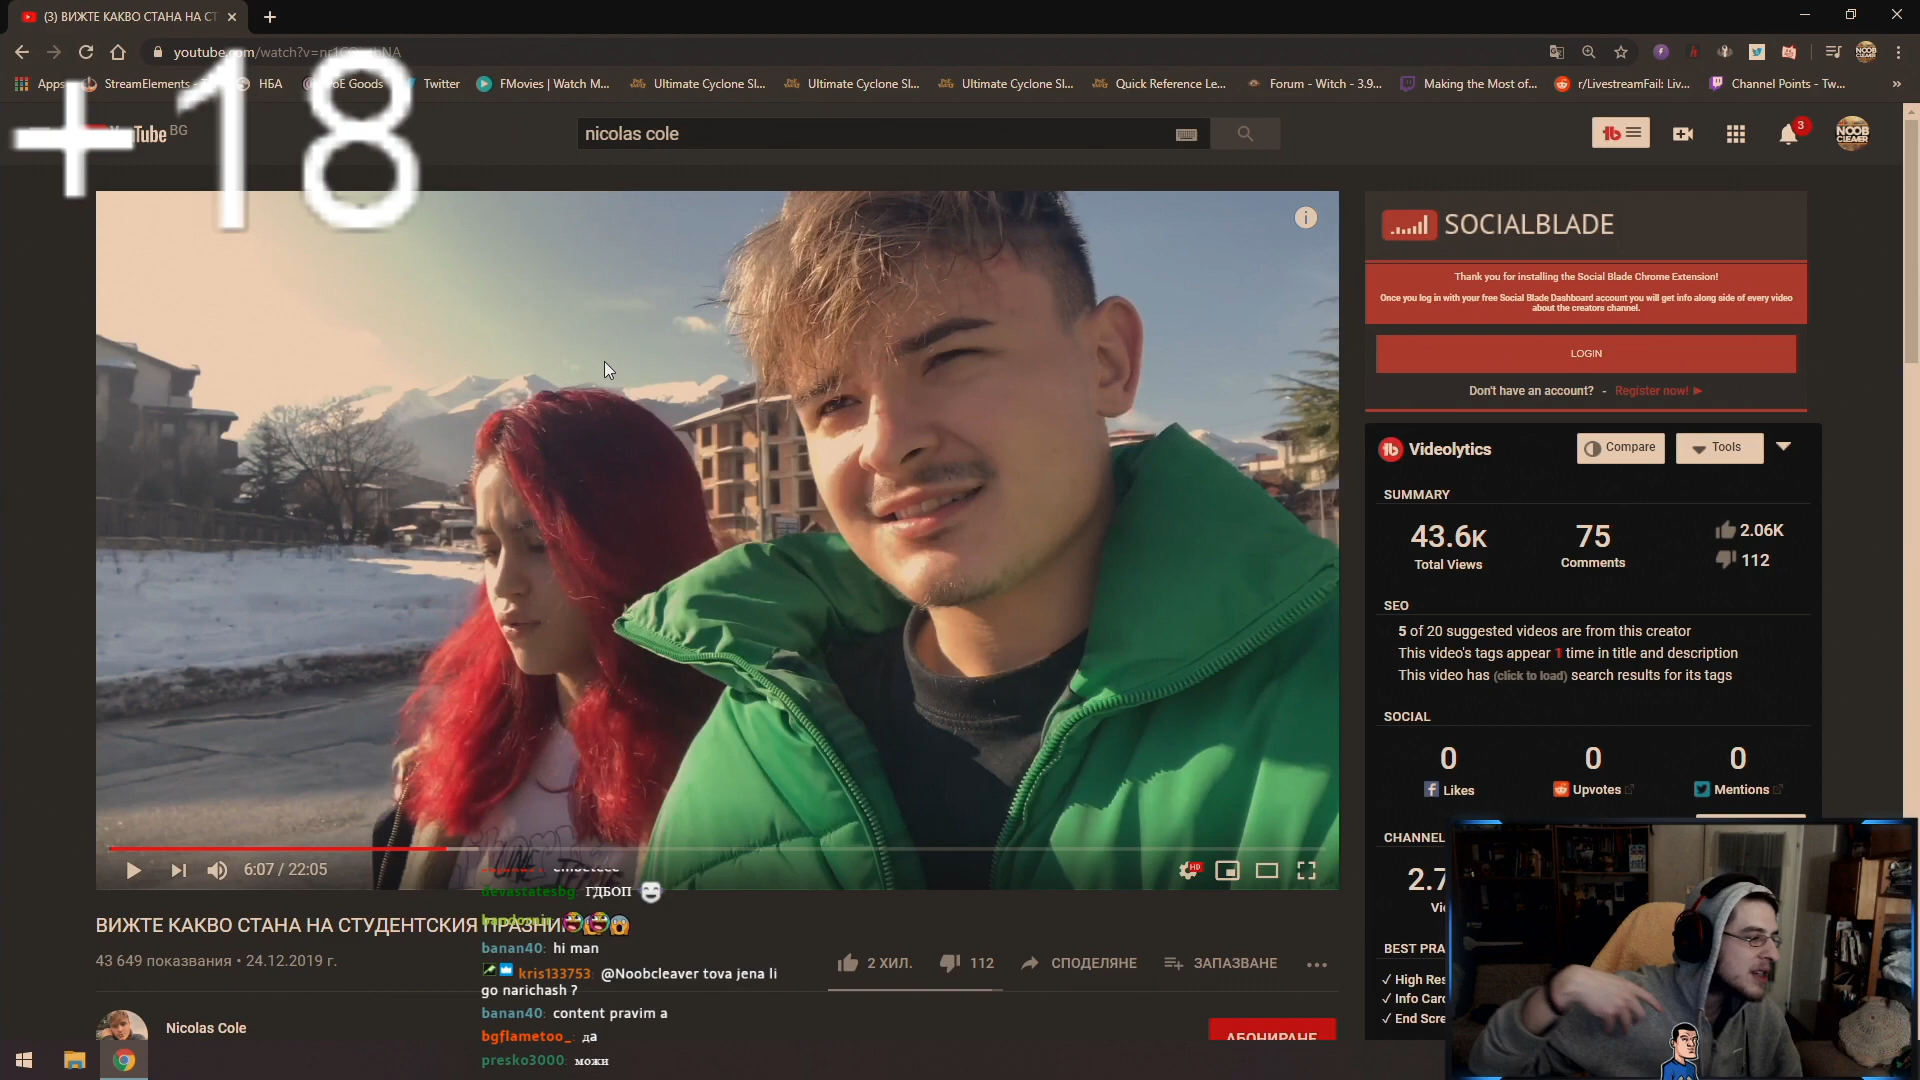 (3) ВИЖТЕ КАКВО СТАНА НА СТ
+18
Apps
StreamElements
НБА
PoE Goods
Twitter
FMovies | Watch M...
Ultimate Cyclone Sl...
Ultimate Cyclone Sl...
Ultimate Cyclone Sl...
Quick Reference Le...
Forum - Witch - 3.9...
Making the Most of...
r/LivestreamFail: Liv...
Channel Points - Tw...
BG
nicolas cole
3
NOOB
CLEAVER
SOCIALBLADE
Thank you for installing the Social Blade Chrome Extension!
Once you log in with your free Social Blade Dashboard account you will get info along side of every video
about the creators channel.
LOGIN
Don't have an account? - Register now!
Videolytics
Compare
Tools
SUMMARY
43.6K
75
2.06K
Total Views
Comments
112
SEO
5 of 20 suggested videos are from this creator
This video's tags appear 1 time in title and description
This video has (click to load) search results for its tags
SOCIAL
0
0
0
Likes
Upvotes
Mentions
CHANNEL
2.7
BEST PRA
✓ High Res
✓ Info Card
✓ End Scre
6:07 / 22:05
HD
devastatesbg: ГДБОП
ВИЖТЕ КАКВО СТАНА НА СТУДЕНТСКИЯ ПРАЗНИ
43 649 показвания • 24.12.2019 г.
2 ХИЛ.
112
СПОДЕЛЯНЕ
ЗАПАЗВАНЕ
banan40: hi man
kris133753: @Noobcleaver tova jena li
go narichash ?
banan40: content pravim a
bgflametoo_: да
presko3000: можи
Nicolas Cole
АБОНИРАНЕ